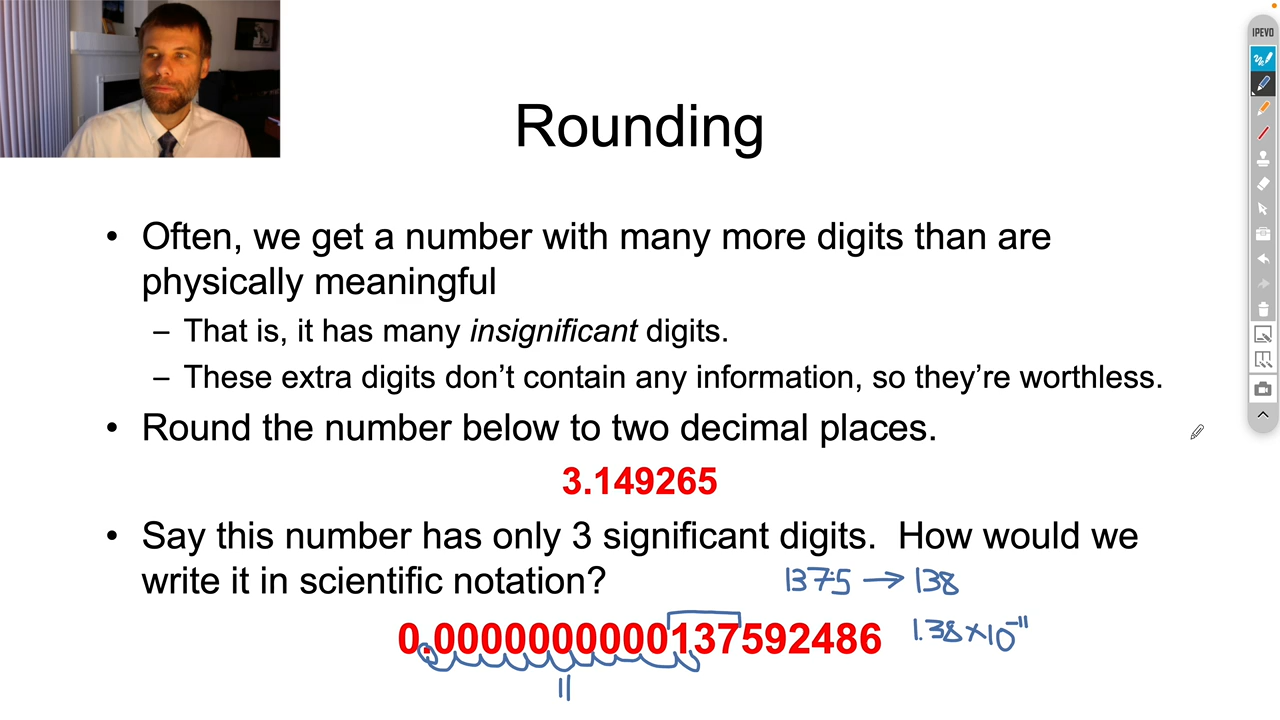 IPEVO
Rounding
• Often, we get a number with many more digits than are
physically meaningful
– That is, it has many insignificant digits.
– These extra digits don't contain any information, so they're worthless.
• Round the number below to two decimal places.
3.149265
• Say this number has only 3 significant digits. How would we
write it in scientific notation?
137.5 → 138
0.0000000000137592486
1.38 × 10⁻¹¹
11